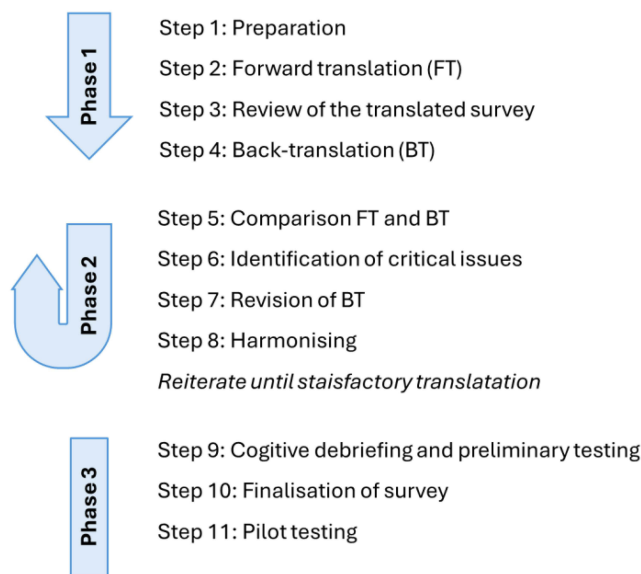 Phase 1
Step 1: Preparation
Step 2: Forward translation (FT)
Step 3: Review of the translated survey
Step 4: Back-translation (BT)
Phase 2
Step 5: Comparison FT and BT
Step 6: Identification of critical issues
Step 7: Revision of BT
Step 8: Harmonising
Reiterate until staisfactory translatation
Phase 3
Step 9: Cogitive debriefing and preliminary testing
Step 10: Finalisation of survey
Step 11: Pilot testing